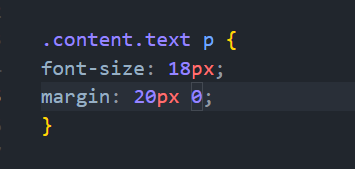 .content.text p {
font-size: 18px;
margin: 20px 0;
}